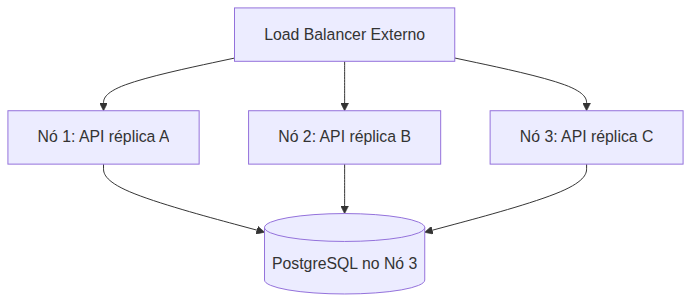 Load Balancer Externo
Nó 1: API réplica A
Nó 2: API réplica B
Nó 3: API réplica C
PostgreSQL no Nó 3